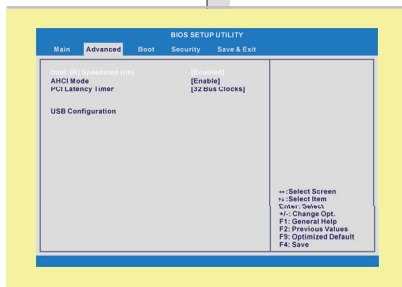 BIOS SETUP UTILITY
Main Advanced Boot Security Save & Exit
Intel (R) Speedstep (tm) [Enabled]
AHCI Mode [Enable]
PCI Latency Timer [32 Bus Clocks]
USB Configuration
↔ :Select Screen
↑↓ :Select Item
Enter: Select
+/-: Change Opt.
F1: General Help
F2: Previous Values
F9: Optimized Default
F4: Save